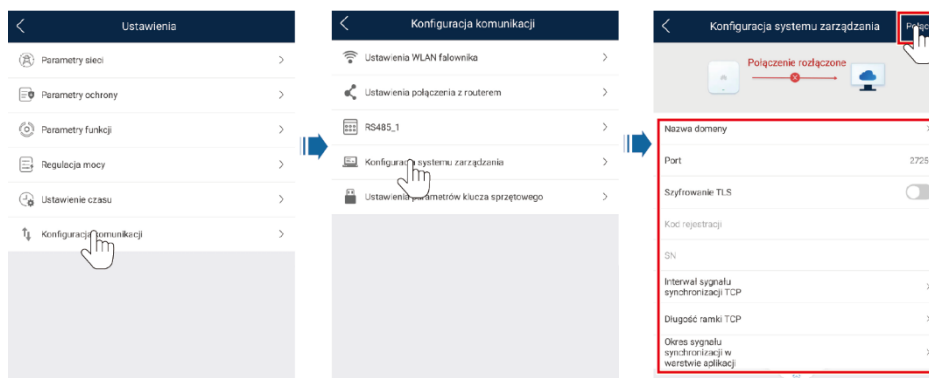 Ustawienia
Parametry sieci
Parametry ochrony
Parametry funkcji
Regulacja mocy
Ustawienie czasu
Konfiguracja komunikacji
Konfiguracja komunikacji
Ustawienia WLAN falownika
Ustawienia połączenia z routerem
RS485_1
Konfiguracja systemu zarządzania
Ustawienia parametrów klucza sprzętowego
Konfiguracja systemu zarządzania
Połączenie rozłączone
Nazwa domeny
Port 2725
Szyfrowanie TLS
Kod rejestracji
SN
Interwał sygnału
synchronizacji TCP
Długość ramki TCP
Okres sygnału
synchronizacji w
warstwie aplikacji